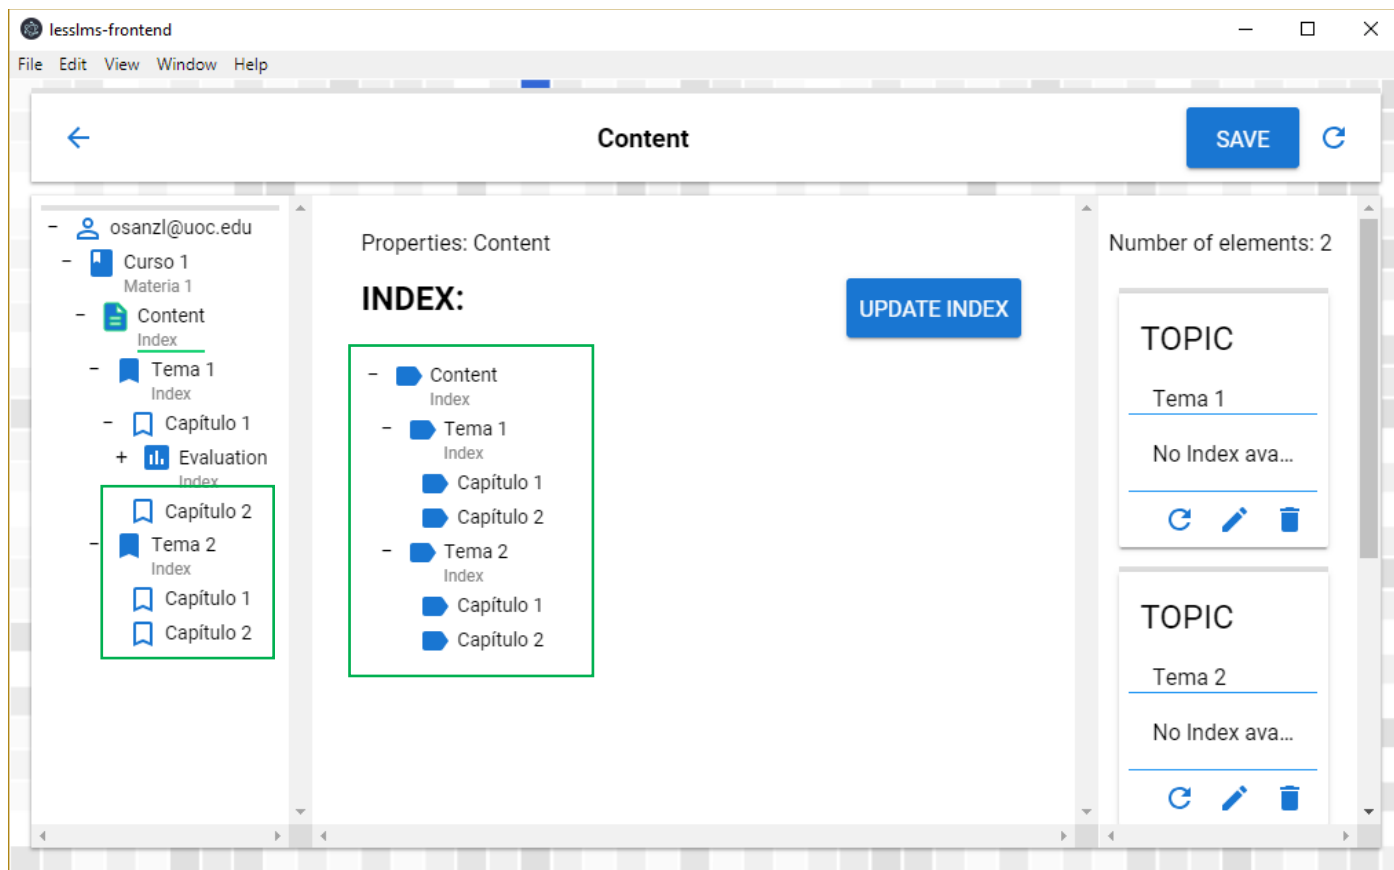 lesslms-frontend
File Edit View Window Help
Content
SAVE
osanzl@uoc.edu
Curso 1
Materia 1
Content
Index
Tema 1
Index
Capítulo 1
Evaluation
Index
Capítulo 2
Tema 2
Index
Capítulo 1
Capítulo 2
Properties: Content
INDEX:
UPDATE INDEX
Content
Index
Tema 1
Index
Capítulo 1
Capítulo 2
Tema 2
Index
Capítulo 1
Capítulo 2
Number of elements: 2
TOPIC
Tema 1
No Index ava...
TOPIC
Tema 2
No Index ava...